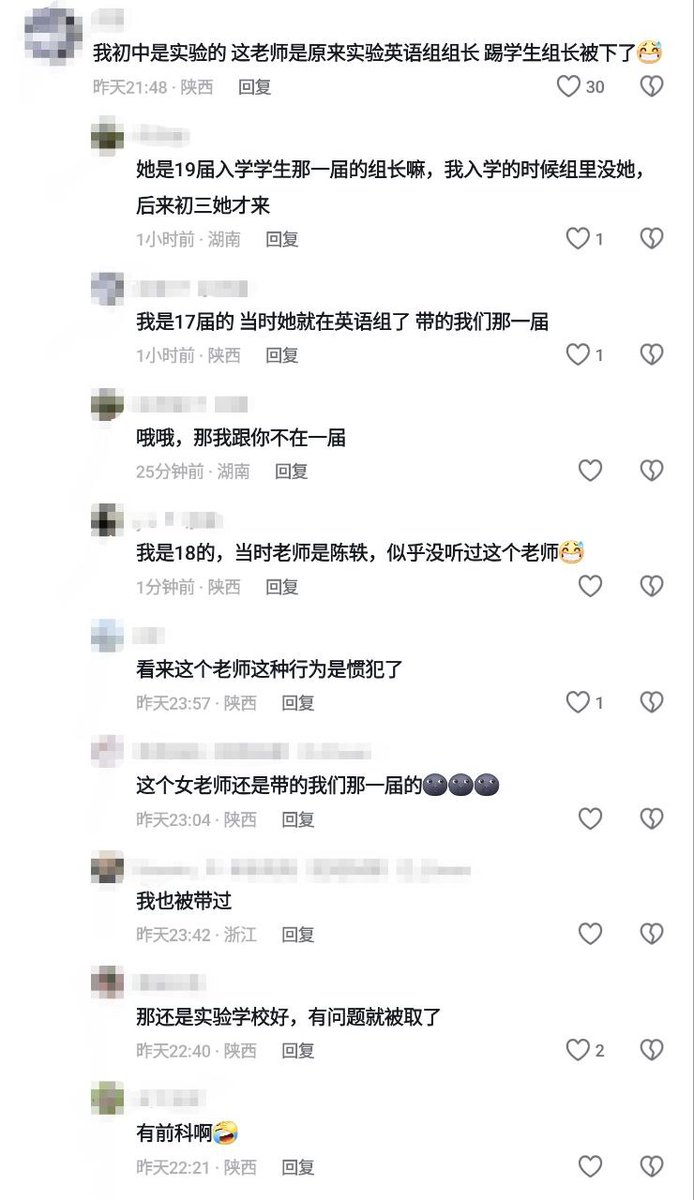 我初中是实验的 这老师是原来实验英语组组长 踢学生组长被下了
昨天21:48 · 陕西 回复 30
她是19届入学学生那一届的组长嘛，我入学的时候组里没她，
后来初三她才来
1小时前 · 湖南 回复 1
我是17届的 当时她就在英语组了 带的我们那一届
1小时前 · 陕西 回复 1
哦哦，那我跟你不在一届
25分钟前 · 湖南 回复
我是18的，当时老师是陈轶，似乎没听过这个老师
1分钟前 · 陕西 回复
看来这个老师这种行为是惯犯了
昨天23:57 · 陕西 回复 1
这个女老师还是带的我们那一届的
昨天23:04 · 陕西 回复
我也被带过
昨天23:42 · 浙江 回复
那还是实验学校好，有问题就被取了
昨天22:40 · 陕西 回复 2
有前科啊
昨天22:21 · 陕西 回复